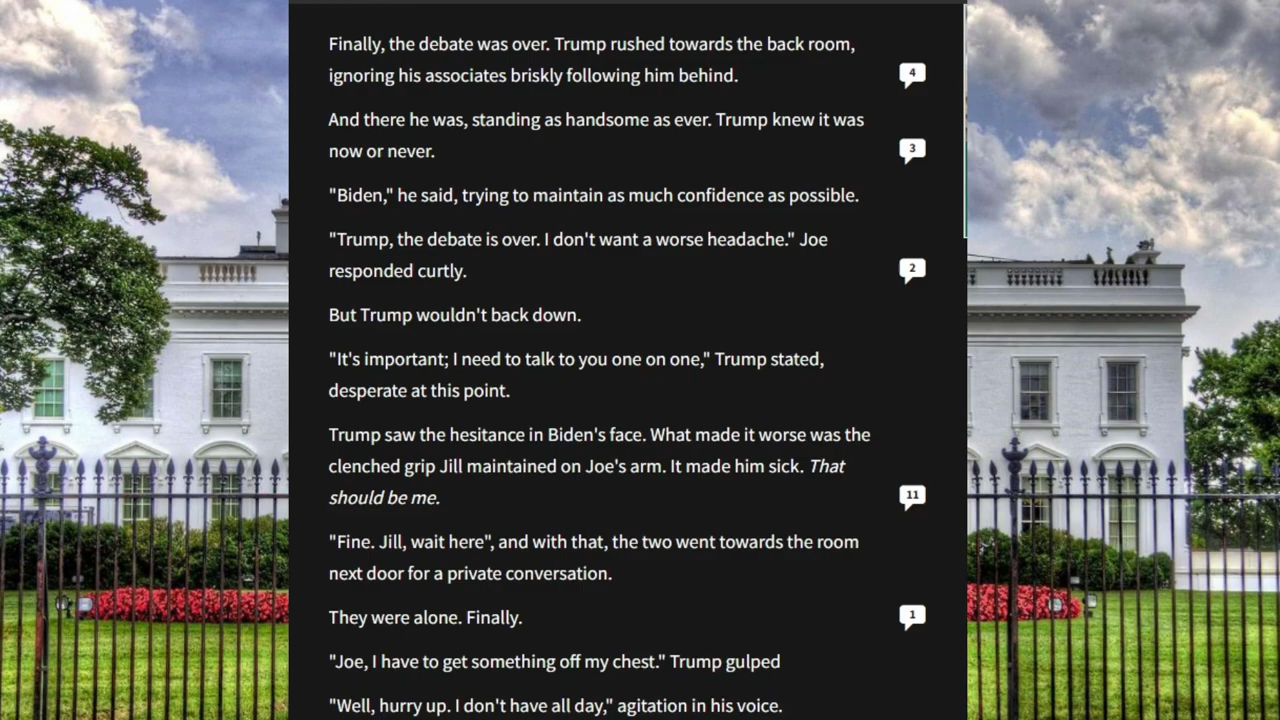 Finally, the debate was over. Trump rushed towards the back room,
ignoring his associates briskly following him behind.
4
And there he was, standing as handsome as ever. Trump knew it was
now or never.
3
"Biden," he said, trying to maintain as much confidence as possible.
"Trump, the debate is over. I don't want a worse headache." Joe
responded curtly.
2
But Trump wouldn't back down.
"It's important; I need to talk to you one on one," Trump stated,
desperate at this point.
Trump saw the hesitance in Biden's face. What made it worse was the
clenched grip Jill maintained on Joe's arm. It made him sick. That
should be me.
11
"Fine. Jill, wait here", and with that, the two went towards the room
next door for a private conversation.
They were alone. Finally.
1
"Joe, I have to get something off my chest." Trump gulped
"Well, hurry up. I don't have all day," agitation in his voice.